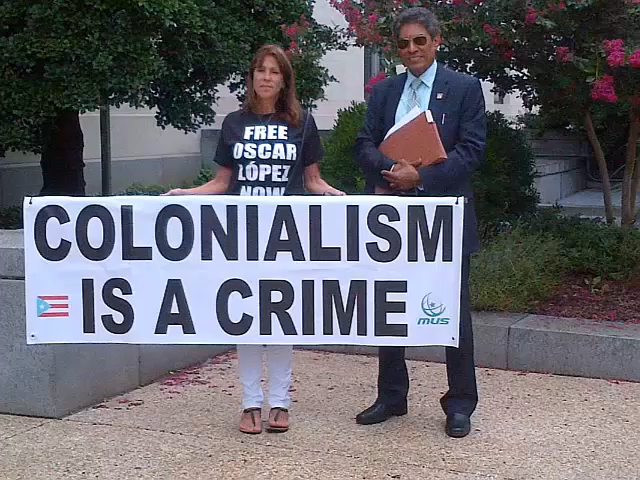 FREE
OSCAR
LÓPEZ
NOW
COLONIALISM
IS A CRIME
MUS